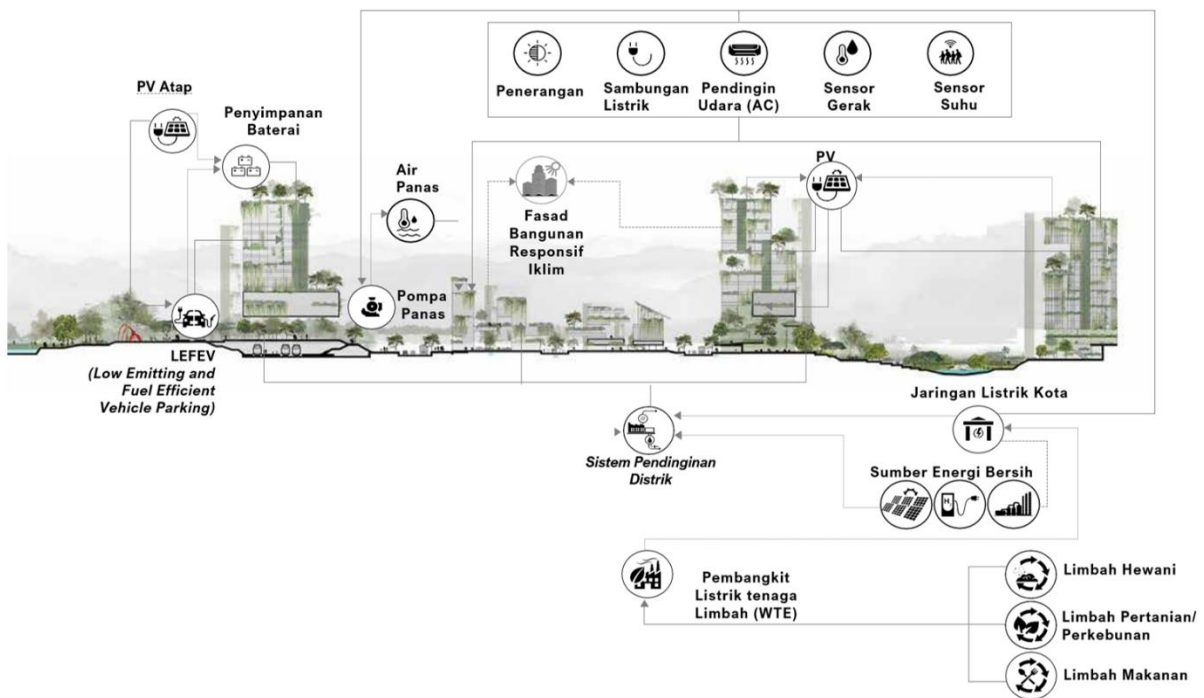 Penerangan
Sambungan
Listrik
Pendingin
Udara (AC)
Sensor
Gerak
Sensor
Suhu
PV Atap
Penyimpanan
Baterai
Air
Panas
PV
Fasad
Bangunan
Responsif
Iklim
Pompa
Panas
LEFEV
(Low Emitting and
Fuel Efficient
Vehicle Parking)
Jaringan Listrik Kota
Sistem Pendinginan
Distrik
Sumber Energi Bersih
H₂
Pembangkit
Listrik tenaga
Limbah (WTE)
Limbah Hewani
Limbah Pertanian/
Perkebunan
Limbah Makanan